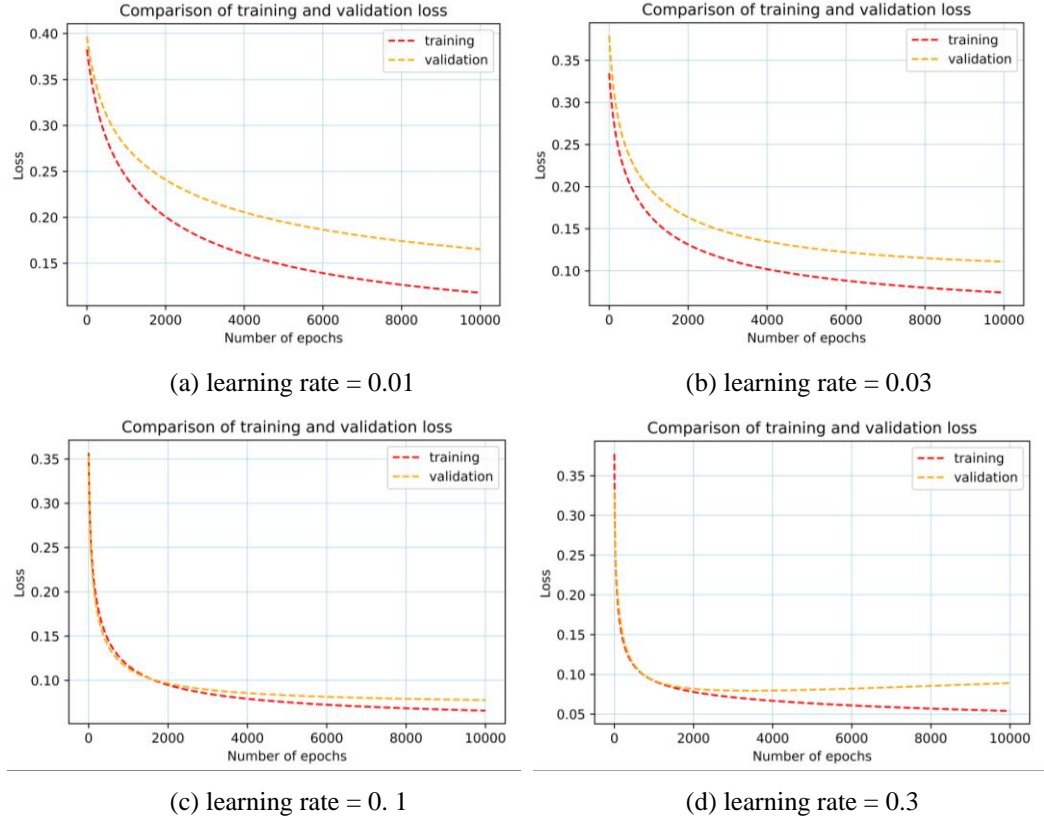 Comparison of training and validation loss
training
validation
0.40
0.35
0.30
0.25
0.20
0.15
Loss
0 2000 4000 6000 8000 10000
Number of epochs
(a) learning rate = 0.01
Comparison of training and validation loss
training
validation
0.35
0.30
0.25
0.20
0.15
0.10
Loss
0 2000 4000 6000 8000 10000
Number of epochs
(b) learning rate = 0.03
Comparison of training and validation loss
training
validation
0.35
0.30
0.25
0.20
0.15
0.10
Loss
0 2000 4000 6000 8000 10000
Number of epochs
(c) learning rate = 0. 1
Comparison of training and validation loss
training
validation
0.35
0.30
0.25
0.20
0.15
0.10
0.05
Loss
0 2000 4000 6000 8000 10000
Number of epochs
(d) learning rate = 0.3